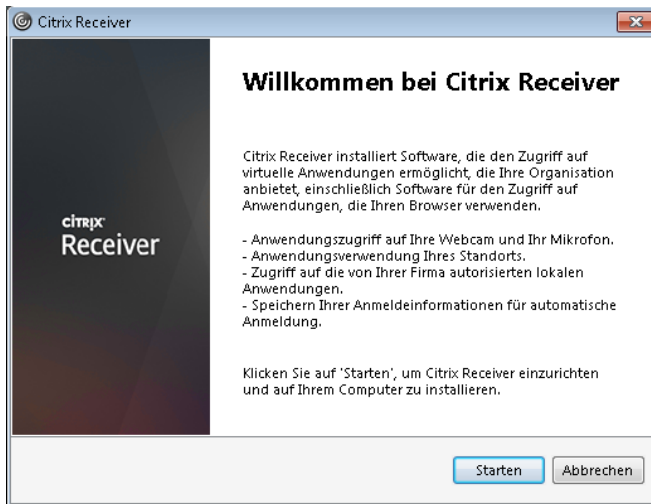 Citrix Receiver
Willkommen bei Citrix Receiver
Citrix Receiver installiert Software, die den Zugriff auf
virtuelle Anwendungen ermöglicht, die Ihre Organisation
anbietet, einschließlich Software für den Zugriff auf
Anwendungen, die Ihren Browser verwenden.
- Anwendungszugriff auf Ihre Webcam und Ihr Mikrofon.
- Anwendungsverwendung Ihres Standorts.
- Zugriff auf die von Ihrer Firma autorisierten lokalen
Anwendungen.
- Speichern Ihrer Anmeldeinformationen für automatische
Anmeldung.
Klicken Sie auf 'Starten', um Citrix Receiver einzurichten
und auf Ihrem Computer zu installieren.
CITRIX
Receiver
Starten
Abbrechen